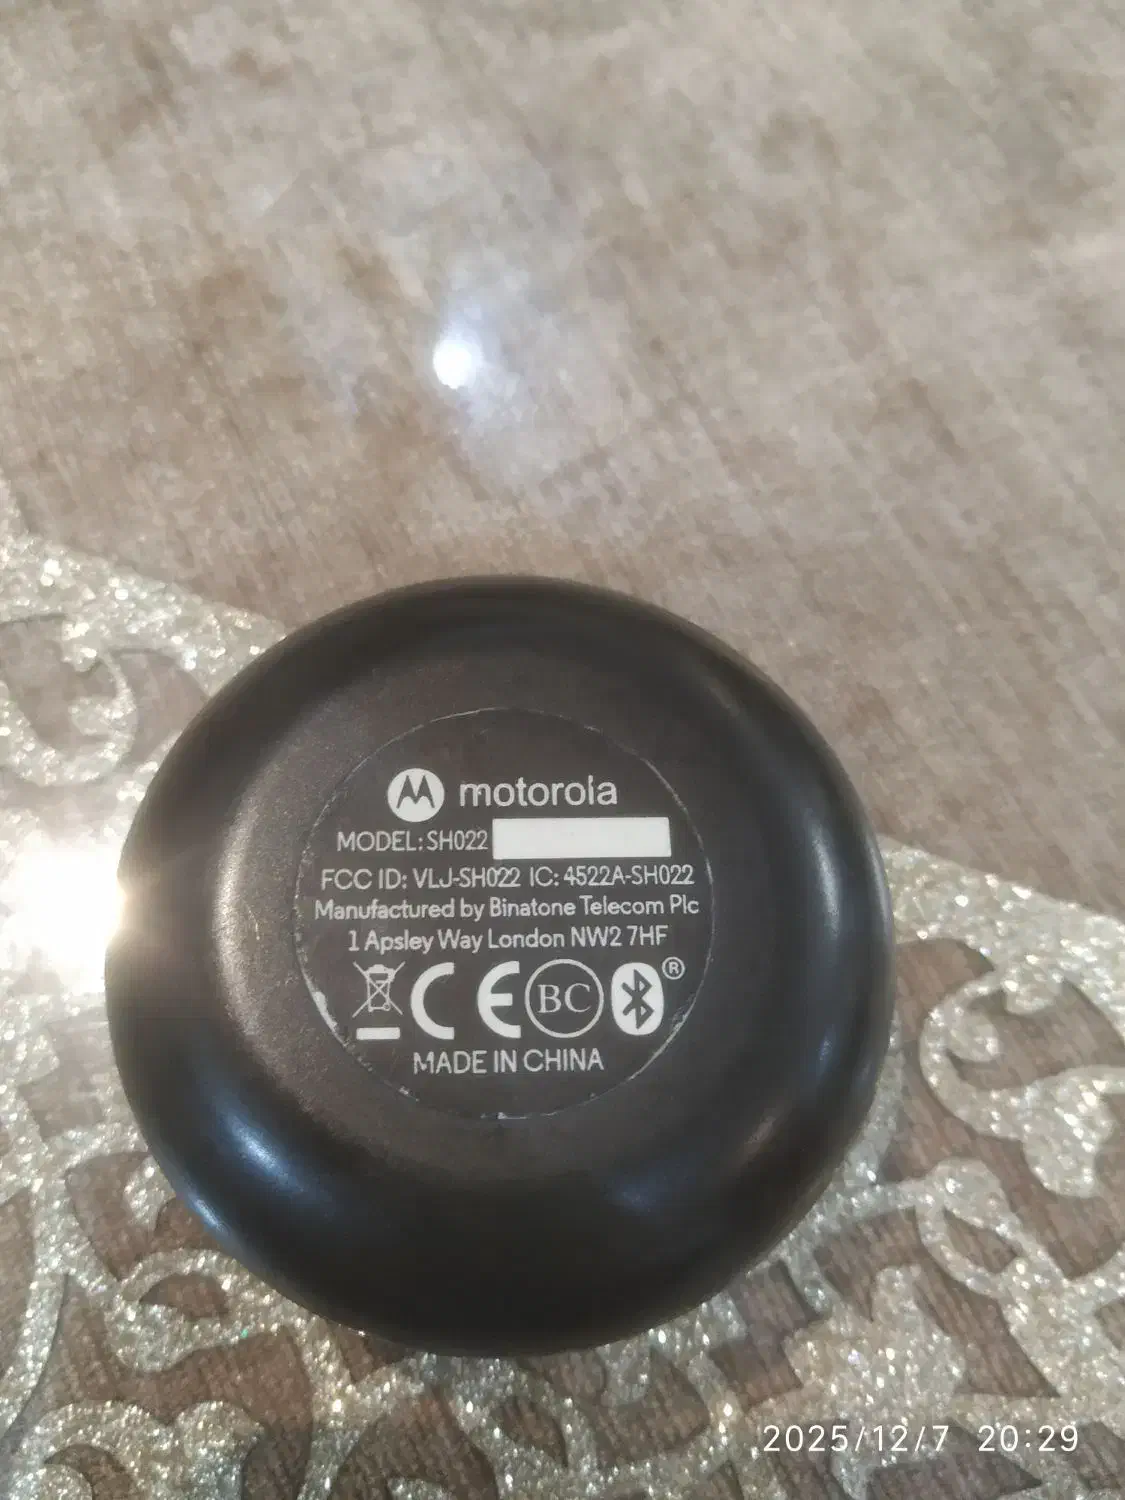 motorola
MODEL: SH022
FCC ID: VLJ-SH022 IC: 4522A-SH022
Manufactured by Binatone Telecom Plc
1 Apsley Way London NW2 7HF
CE BC ®
MADE IN CHINA
2025/12/7 20:29